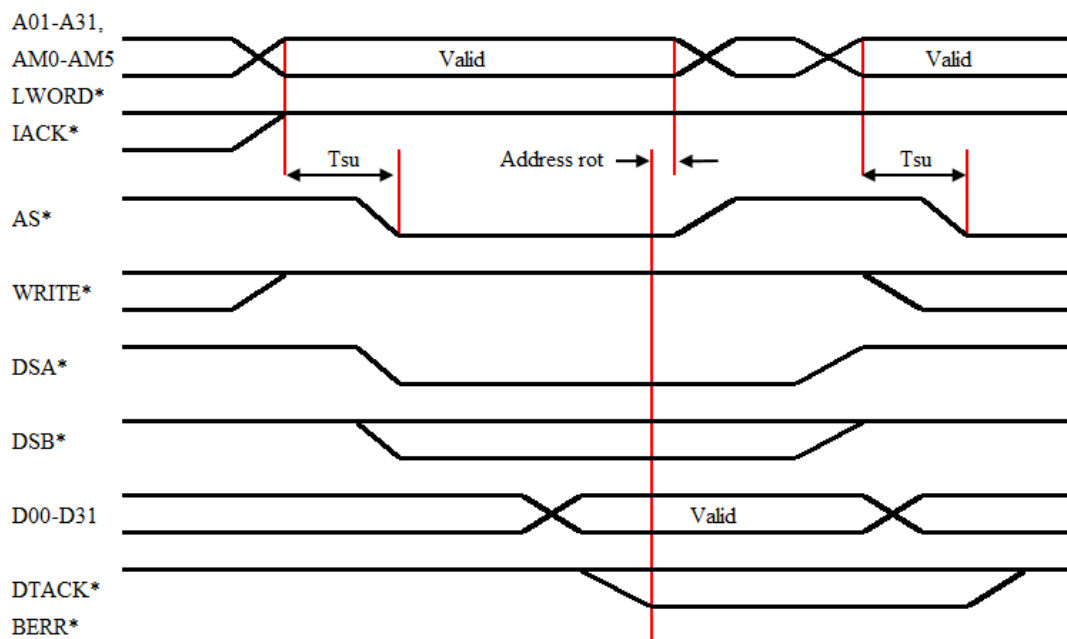 A01-A31,
AM0-AM5
Valid
Valid
LWORD*
IACK*
Tsu
Address rot
Tsu
AS*
WRITE*
DSA*
DSB*
D00-D31
Valid
DTACK*
BERR*